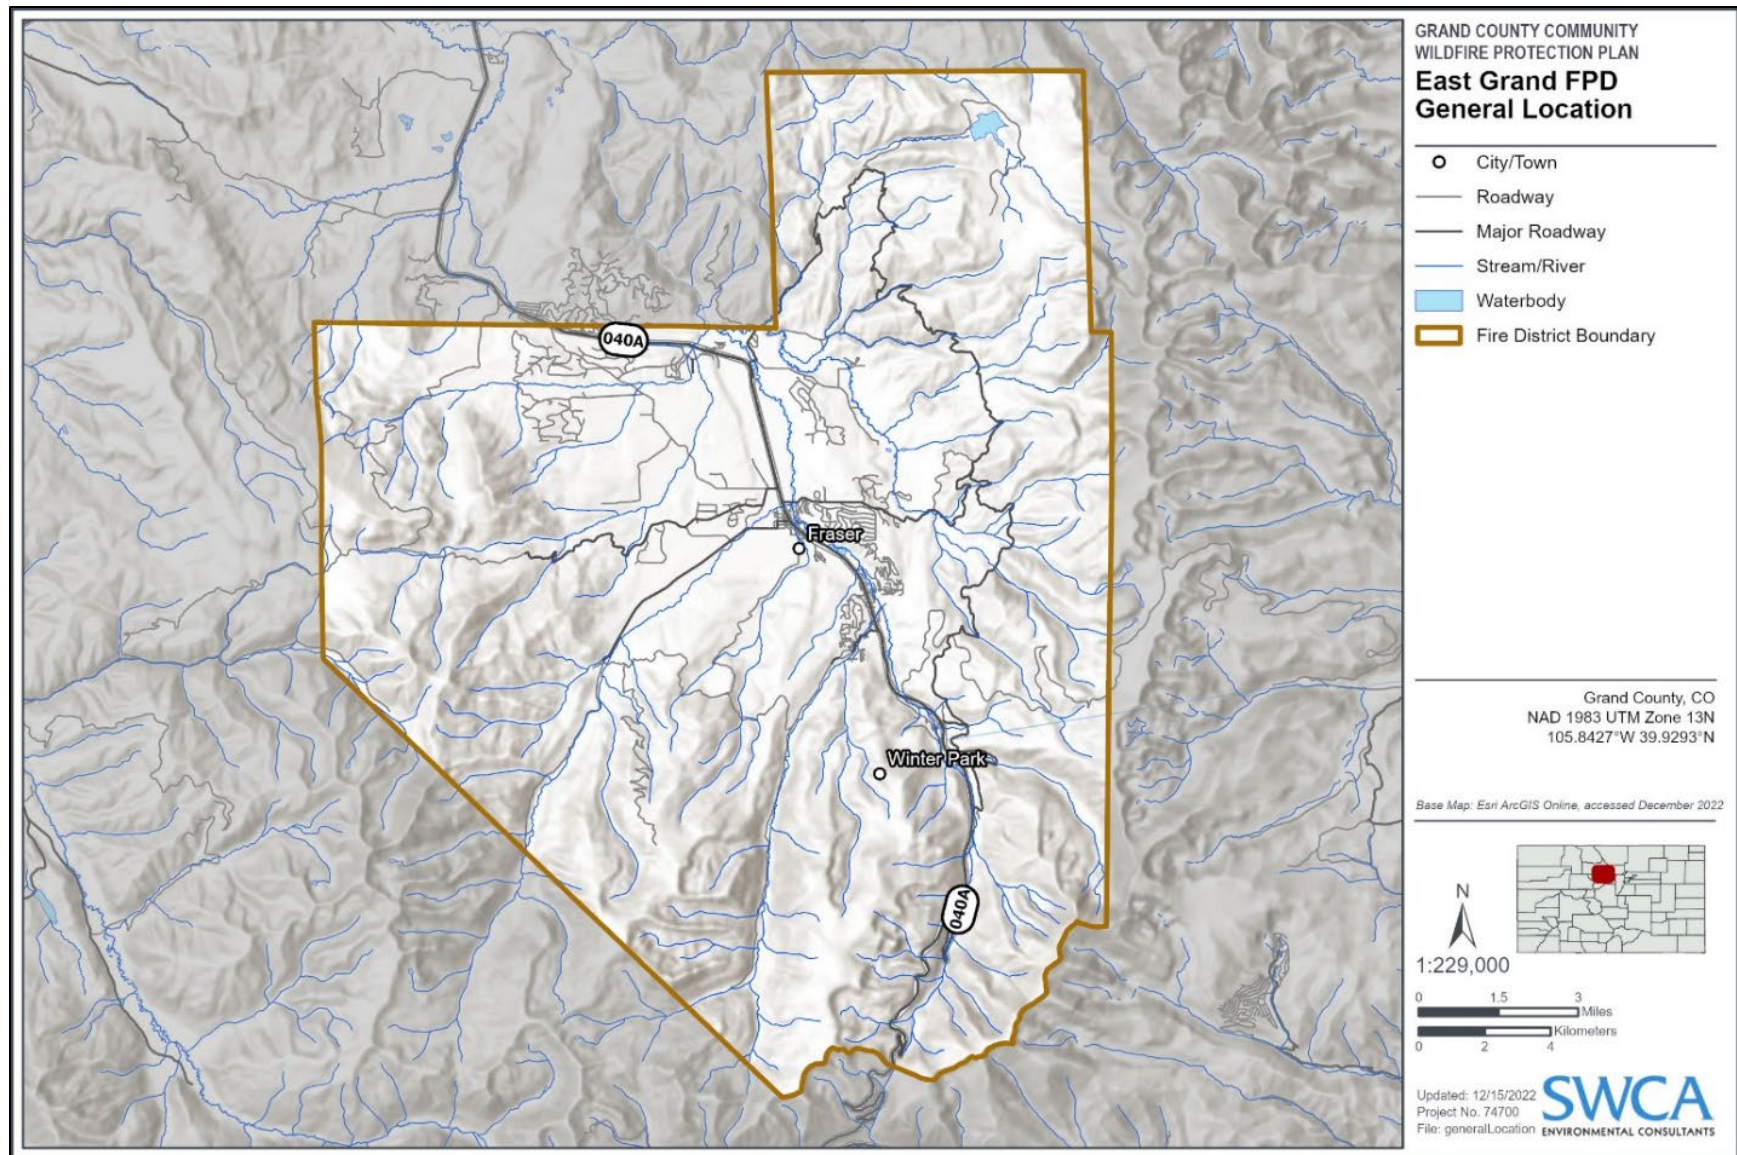 GRAND COUNTY COMMUNITY
WILDFIRE PROTECTION PLAN
East Grand FPD
General Location
City/Town
Roadway
Major Roadway
Stream/River
Waterbody
Fire District Boundary
040A
Fraser
Winter Park
040A
Grand County, CO
NAD 1983 UTM Zone 13N
105.8427°W 39.9293°N
Base Map: Esri ArcGIS Online, accessed December 2022
N
1:229,000
0 1.5 3
Miles
Kilometers
0 2 4
Updated: 12/15/2022
Project No. 74700
File: generalLocation
SWCA
ENVIRONMENTAL CONSULTANTS